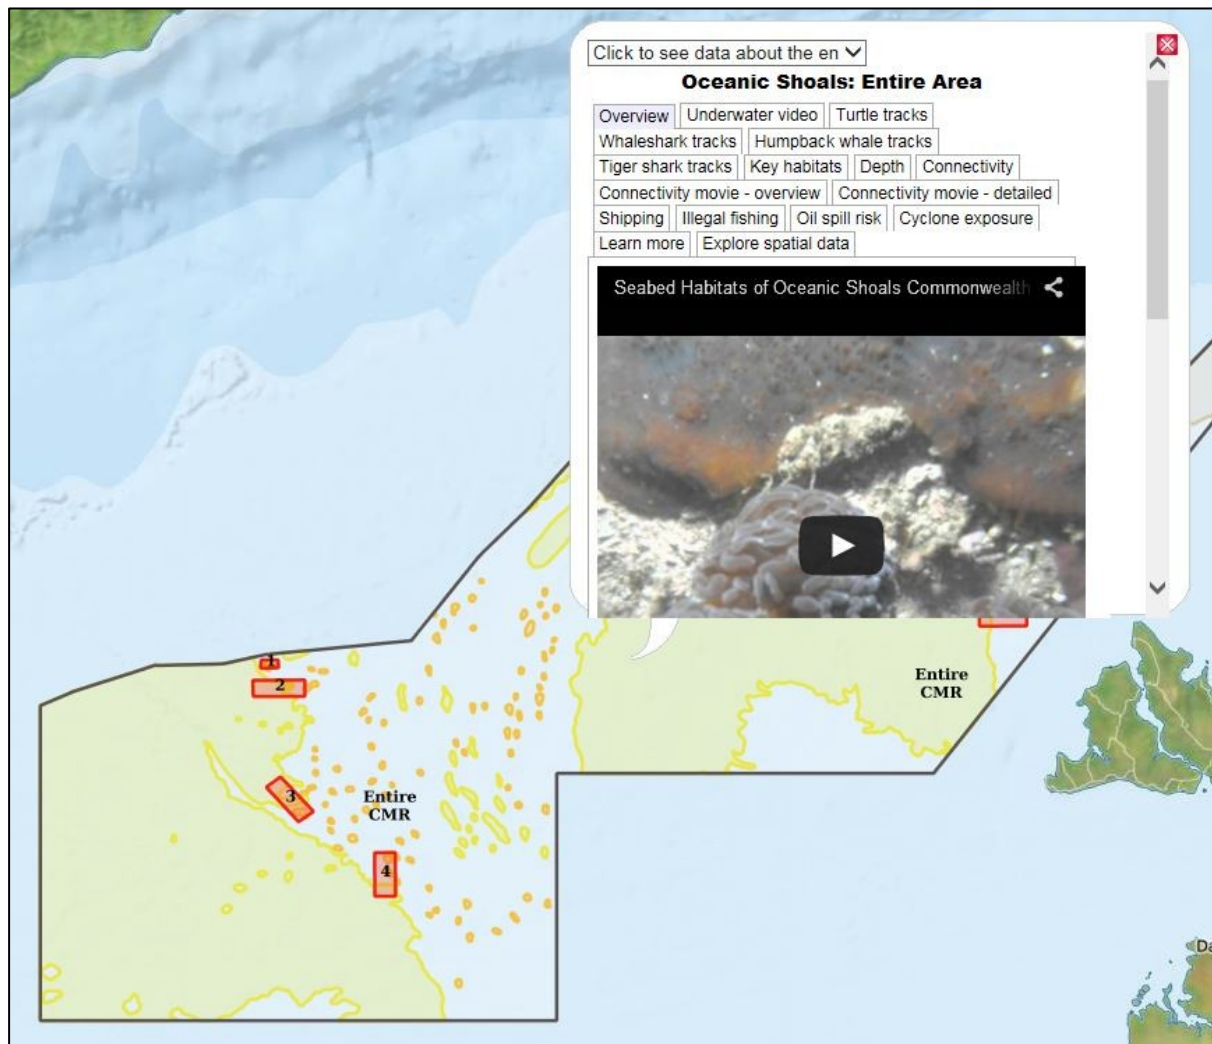 Click to see data about the en
Oceanic Shoals: Entire Area
Overview Underwater video Turtle tracks
Whaleshark tracks Humpback whale tracks
Tiger shark tracks Key habitats Depth Connectivity
Connectivity movie - overview Connectivity movie - detailed
Shipping Illegal fishing Oil spill risk Cyclone exposure
Learn more Explore spatial data
Seabed Habitats of Oceanic Shoals Commonwealth
1
2
3
4
Entire
CMR
Entire
CMR
Da